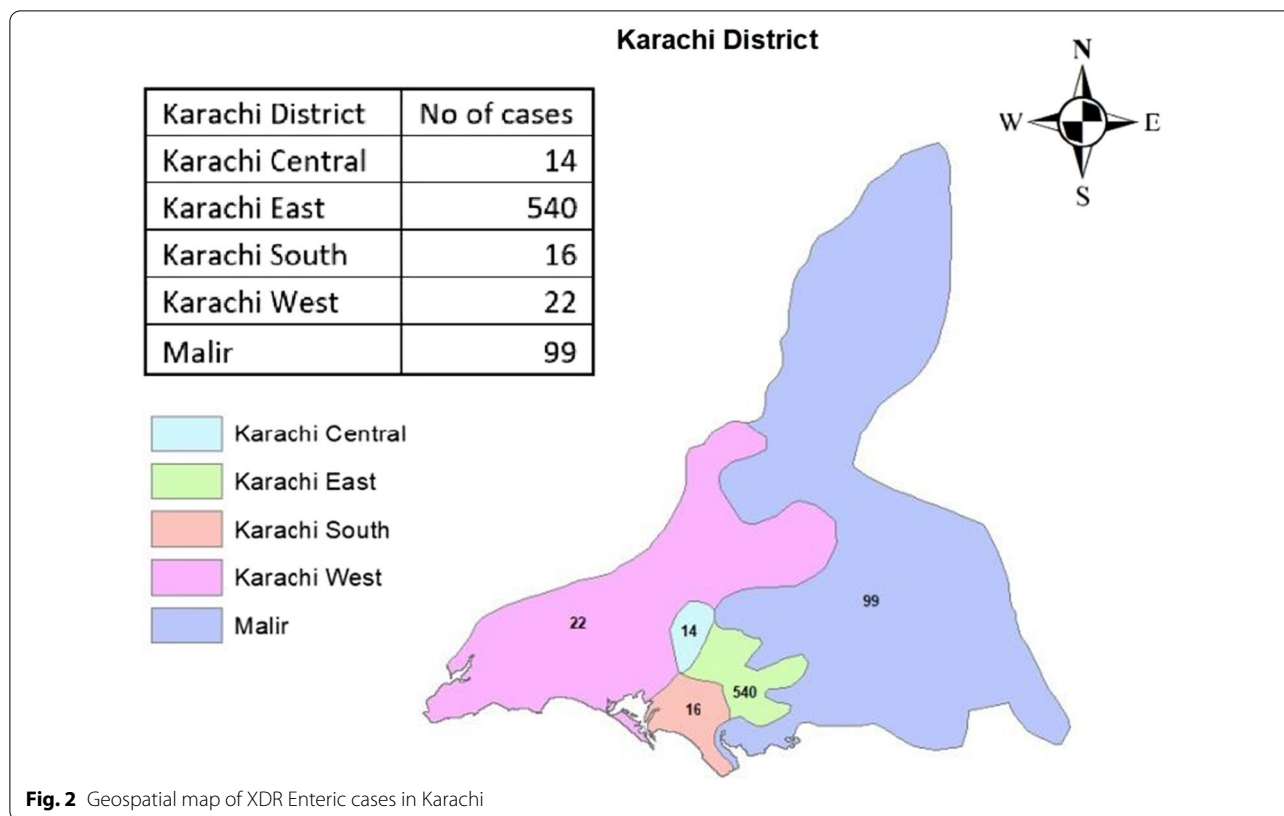 Karachi District
N
W E
S
Karachi District No of cases
Karachi Central 14
Karachi East 540
Karachi South 16
Karachi West 22
Malir 99
Karachi Central
Karachi East
Karachi South
Karachi West
Malir
99
22
14
540
16
Fig. 2 Geospatial map of XDR Enteric cases in Karachi